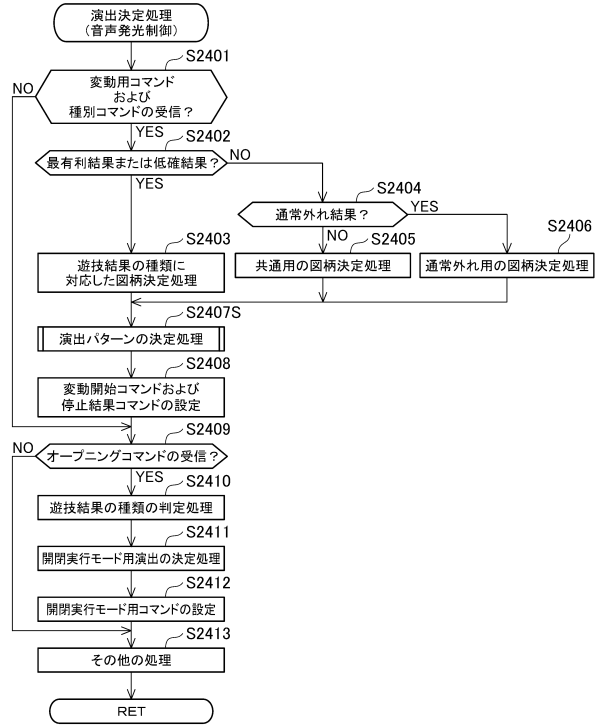 演出決定処理
(音声発光制御)
S2401
変動用コマンド
および
種別コマンドの受信？
NO
YES
S2402
最有利結果または低確結果？
NO
YES
S2404
通常外れ結果？
YES
NO
S2403
遊技結果の種類に
対応した図柄決定処理
S2405
共通用の図柄決定処理
S2406
通常外れ用の図柄決定処理
S2407S
演出パターンの決定処理
S2408
変動開始コマンドおよび
停止結果コマンドの設定
S2409
オープニングコマンドの受信？
NO
YES
S2410
遊技結果の種類の判定処理
S2411
開閉実行モード用演出の決定処理
S2412
開閉実行モード用コマンドの設定
S2413
その他の処理
RET